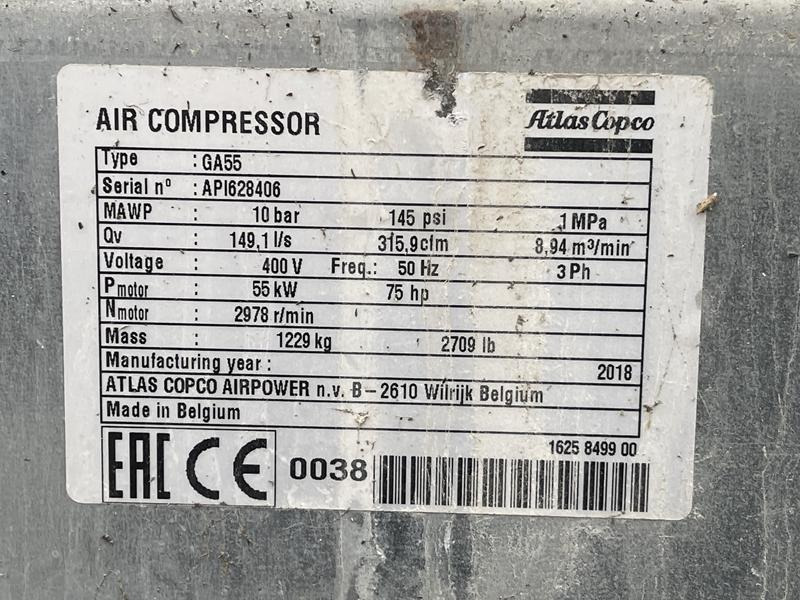 AIR COMPRESSOR
Atlas Copco
Type : GA55
Serial nº : API628406
MAWP : 10 bar 145 psi 1 MPa
Qv : 149,1 l/s 315,9 cfm 8,94 m³/min
Voltage : 400 V Freq.: 50 Hz 3 Ph
Pmotor : 55 kW 75 hp
Nmotor : 2978 r/min
Mass : 1229 kg 2709 lb
Manufacturing year : 2018
ATLAS COPCO AIRPOWER n.v. B-2610 Wilrijk Belgium
Made in Belgium
1625 8499 00
EAC CE 0038